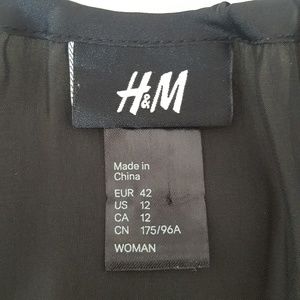 H&M
Made in
China
EUR 42
US 12
CA 12
CN 175/96A
WOMAN